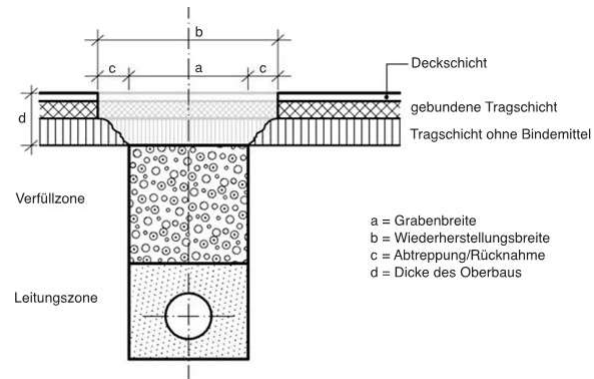 b
c
a
c
d
Deckschicht
gebundene Tragschicht
Tragschicht ohne Bindemittel
Verfüllzone
Leitungszone
a = Grabenbreite
b = Wiederherstellungsbreite
c = Abtreppung/Rücknahme
d = Dicke des Oberbaus